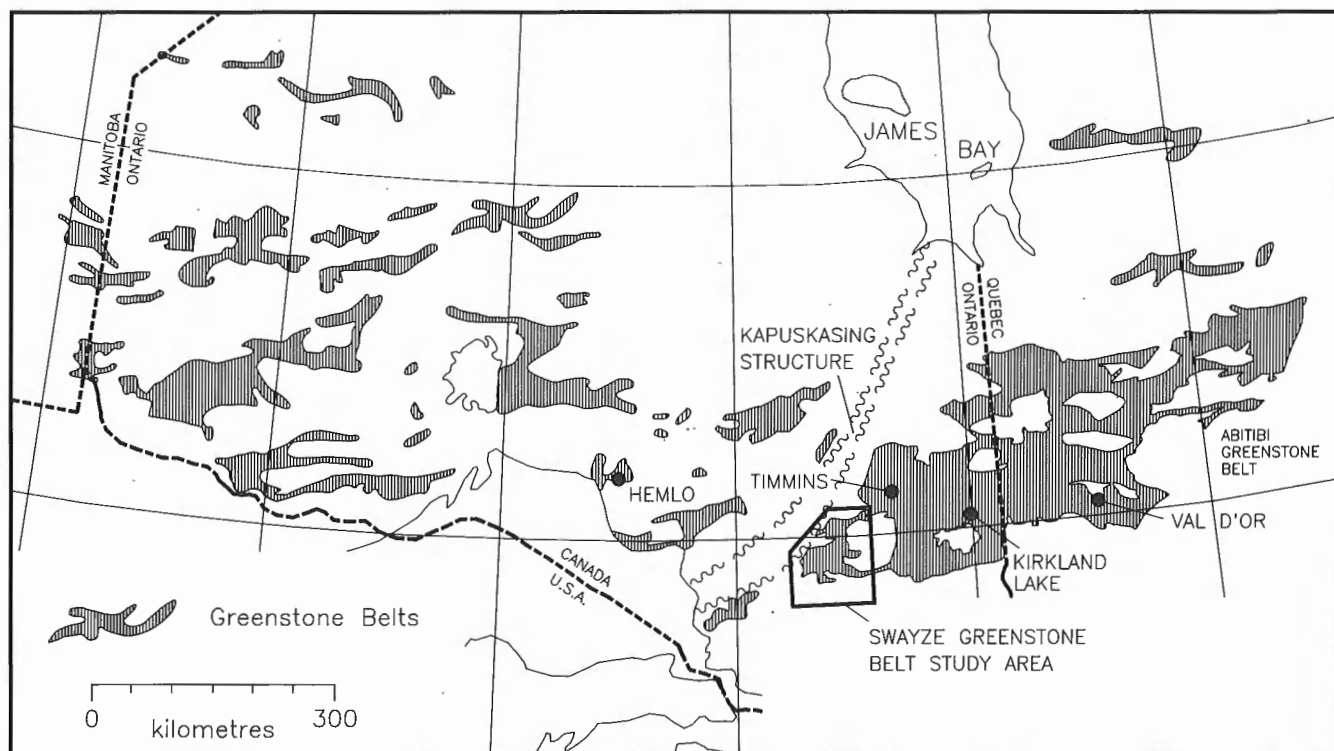 MANITOBA
ONTARIO
JAMES
BAY
QUEBEC
ONTARIO
KAPUSKASING
STRUCTURE
ABITIBI
GREENSTONE
BELT
TIMMINS
HEMLO
VAL D'OR
KIRKLAND
LAKE
CANADA
U.S.A.
SWAYZE GREENSTONE
BELT STUDY AREA
Greenstone Belts
0 300
kilometres